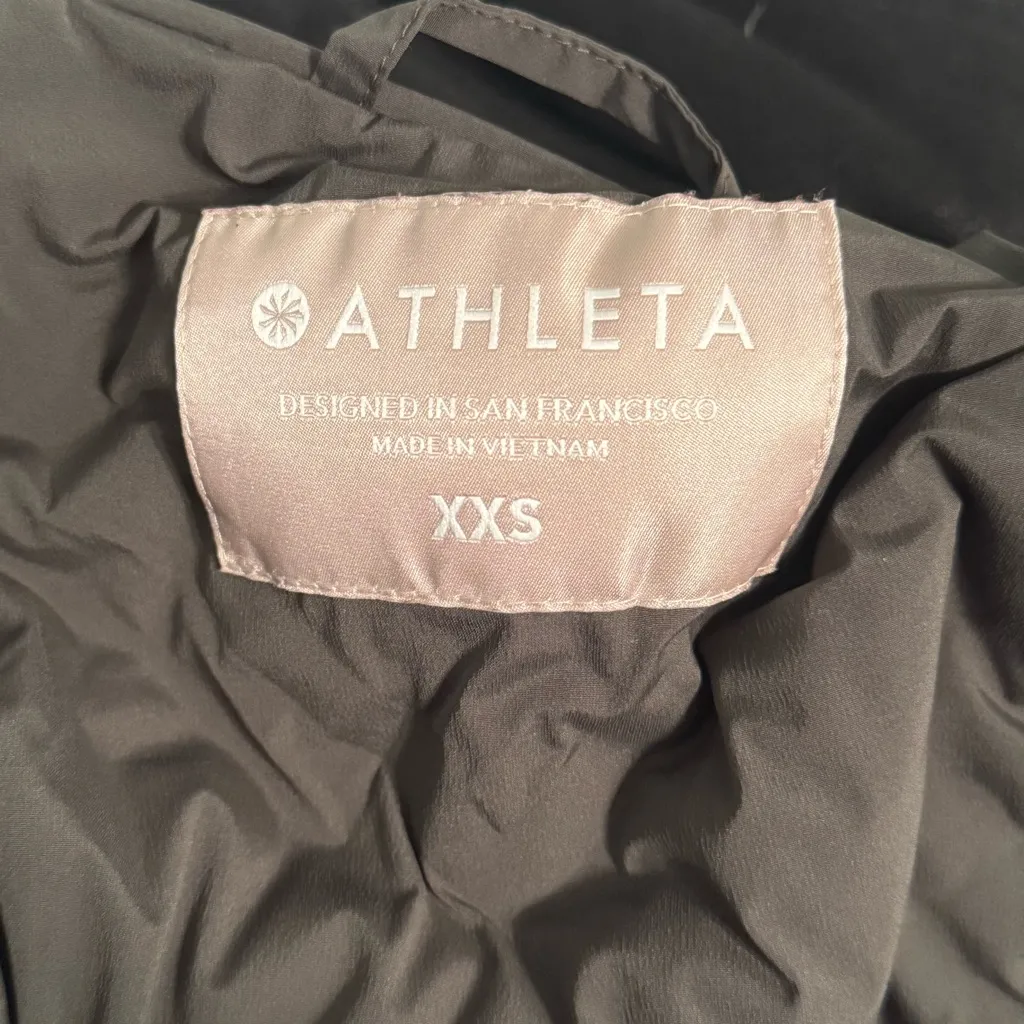 ATHLETA
DESIGNED IN SAN FRANCISCO
MADE IN VIETNAM
XXS